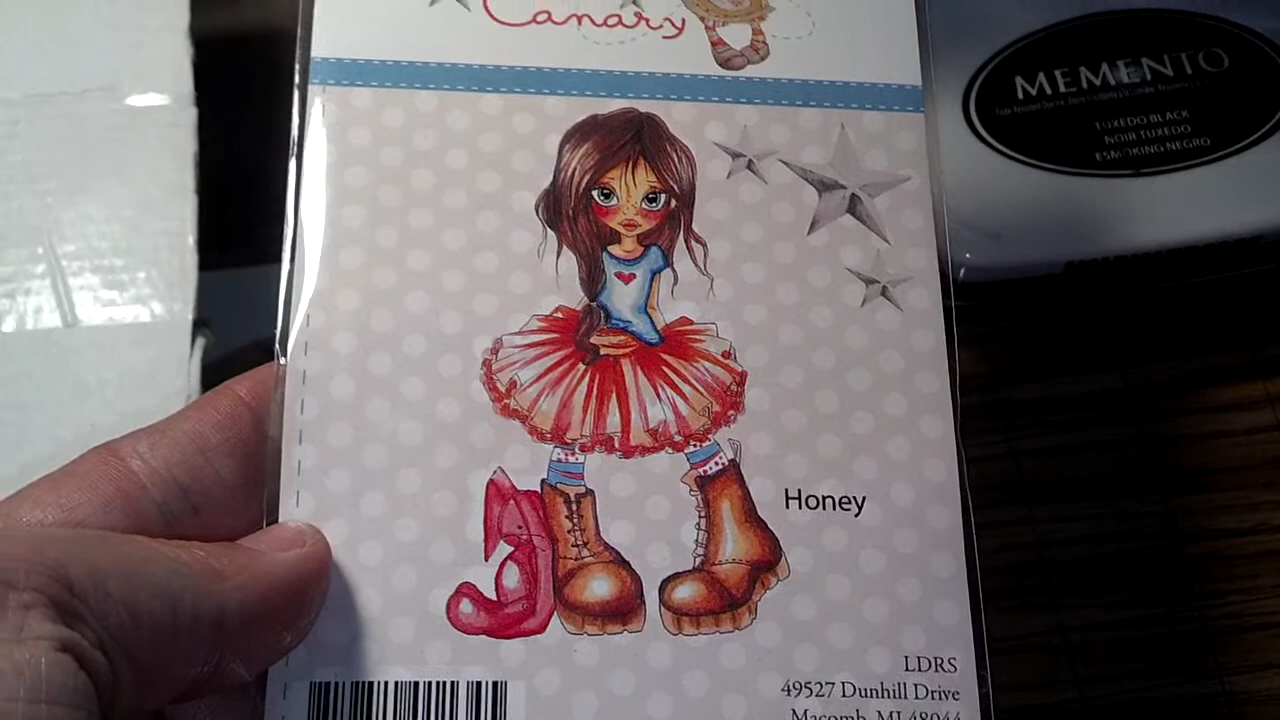 Canary
MEMENTO
TUXEDO BLACK
NOIR TUXEDO
ESMOKING NEGRO
Honey
LDRS
49527 Dunhill Drive
Macomb, MI 48044